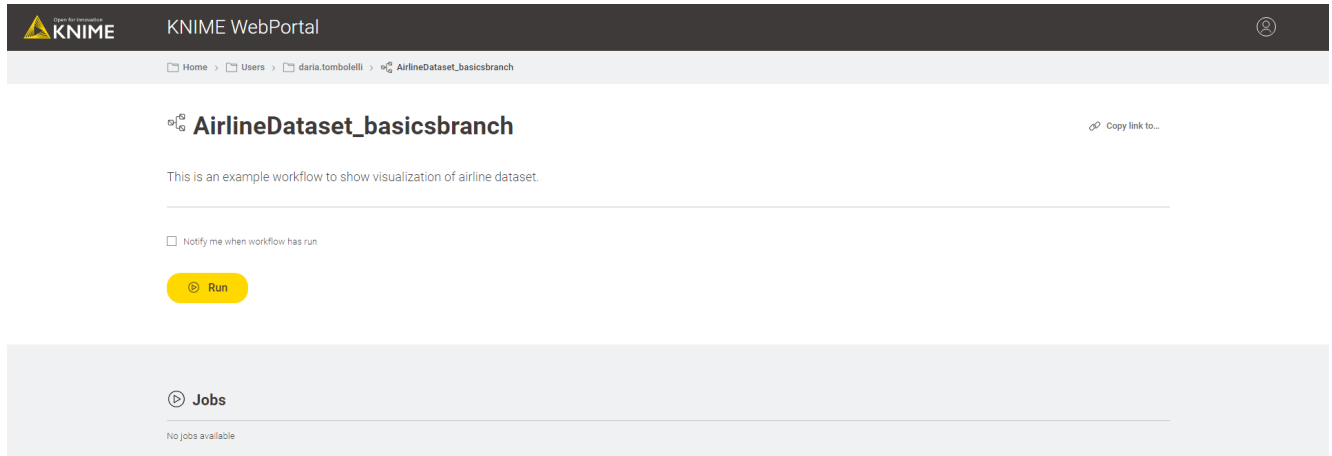 Open for Innovation
KNIME
KNIME WebPortal
Home > Users > daria.tombolelli > AirlineDataset_basicsbranch
AirlineDataset_basicsbranch
Copy link to...
This is an example workflow to show visualization of airline dataset.
Notify me when workflow has run
Run
Jobs
No jobs available